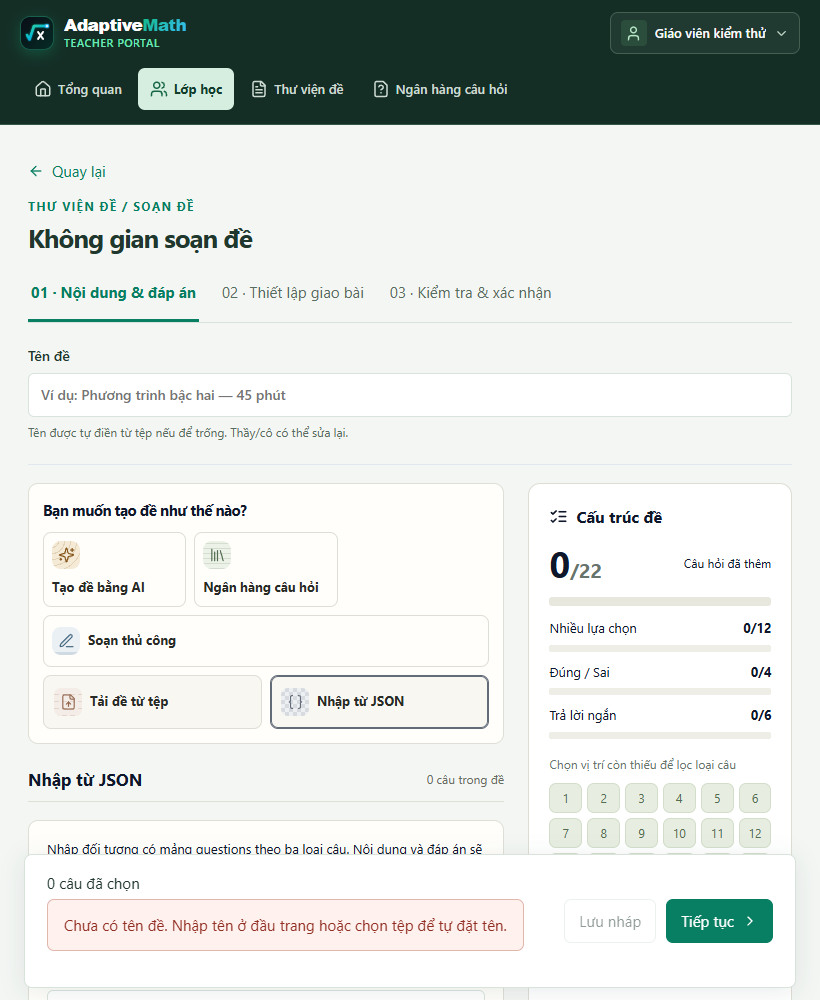 AdaptiveMath
TEACHER PORTAL
Giáo viên kiểm thử
Tổng quan
Lớp học
Thư viện đề
Ngân hàng câu hỏi
Quay lại
THƯ VIỆN ĐỀ / SOẠN ĐỀ
Không gian soạn đề
01 · Nội dung & đáp án
02 · Thiết lập giao bài
03 · Kiểm tra & xác nhận
Tên đề
Ví dụ: Phương trình bậc hai — 45 phút
Tên được tự điền từ tệp nếu để trống. Thầy/cô có thể sửa lại.
Bạn muốn tạo đề như thế nào?
Tạo đề bằng AI
Ngân hàng câu hỏi
Soạn thủ công
Tải đề từ tệp
Nhập từ JSON
Cấu trúc đề
0/22
Câu hỏi đã thêm
Nhiều lựa chọn 0/12
Đúng / Sai 0/4
Trả lời ngắn 0/6
Chọn vị trí còn thiếu để lọc loại câu
1 2 3 4 5 6
7 8 9 10 11 12
Nhập từ JSON
0 câu trong đề
Nhập đối tượng có mảng questions theo ba loại câu. Nội dung và đáp án sẽ
0 câu đã chọn
Chưa có tên đề. Nhập tên ở đầu trang hoặc chọn tệp để tự đặt tên.
Lưu nháp
Tiếp tục